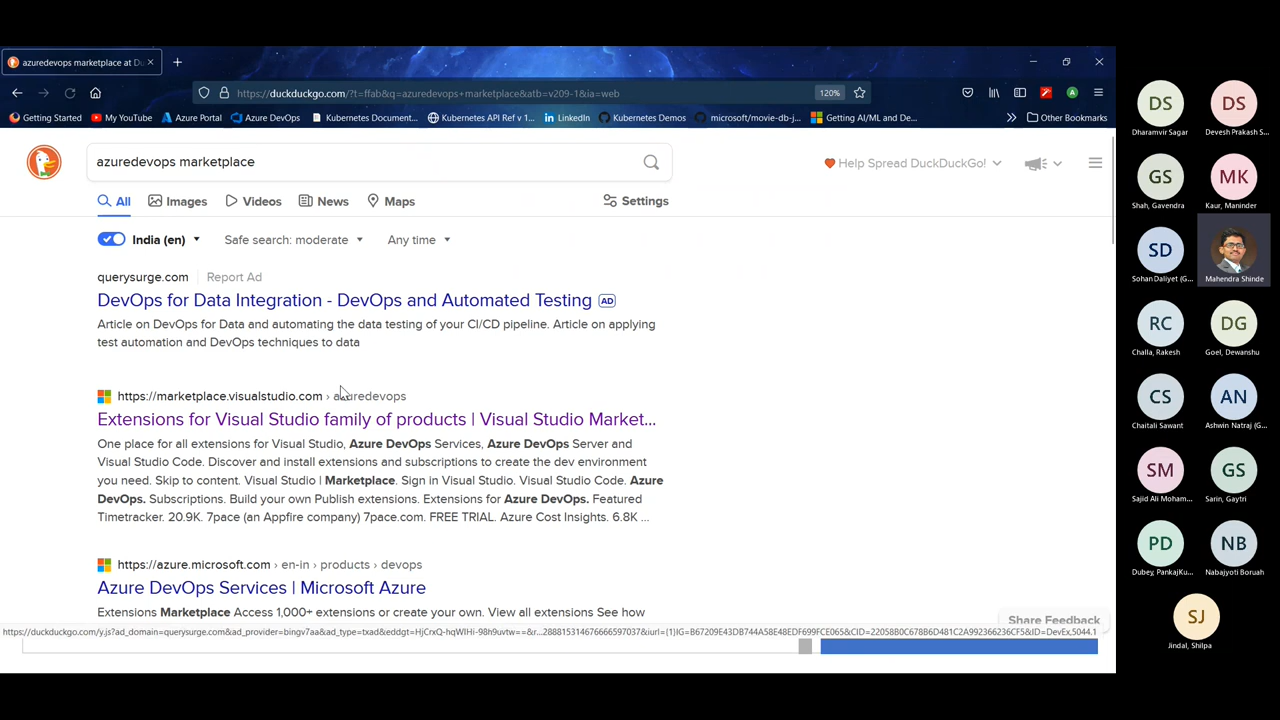 azuredevops marketplace at Du
https://duckduckgo.com/?t=ffab&q=azuredevops+marketplace&atb=v209-1&ia=web
120%
Getting Started
My YouTube
Azure Portal
Azure DevOps
Kubernetes Document...
Kubernetes API Ref v 1...
LinkedIn
Kubernetes Demos
microsoft/movie-db-j...
Getting AI/ML and De...
Other Bookmarks
azuredevops marketplace
Help Spread DuckDuckGo!
All
Images
Videos
News
Maps
Settings
India (en)
Safe search: moderate
Any time
querysurge.com Report Ad
DevOps for Data Integration - DevOps and Automated Testing AD
Article on DevOps for Data and automating the data testing of your CI/CD pipeline. Article on applying
test automation and DevOps techniques to data
https://marketplace.visualstudio.com › azuredevops
Extensions for Visual Studio family of products | Visual Studio Market...
One place for all extensions for Visual Studio, Azure DevOps Services, Azure DevOps Server and
Visual Studio Code. Discover and install extensions and subscriptions to create the dev environment
you need. Skip to content. Visual Studio | Marketplace. Sign in Visual Studio. Visual Studio Code. Azure
DevOps. Subscriptions. Build your own Publish extensions. Extensions for Azure DevOps. Featured
Timetracker. 20.9K. 7pace (an Appfire company) 7pace.com. FREE TRIAL. Azure Cost Insights. 6.8K ...
https://azure.microsoft.com › en-in › products › devops
Azure DevOps Services | Microsoft Azure
Extensions Marketplace Access 1,000+ extensions or create your own. View all extensions See how
Share Feedback
DS
Dharamvir Sagar
DS
Devesh Prakash S...
GS
Shah, Gavendra
MK
Kaur, Maninder
SD
Sohan Daliyet (G...
Mahendra Shinde
RC
Challa, Rakesh
DG
Goel, Dewanshu
CS
Chaitali Sawant
AN
Ashwin Natraj (G...
SM
Sajid Ali Moham...
GS
Sarin, Gaytri
PD
Dubey, PankajKu...
NB
Nabajyoti Boruah
SJ
Jindal, Shilpa